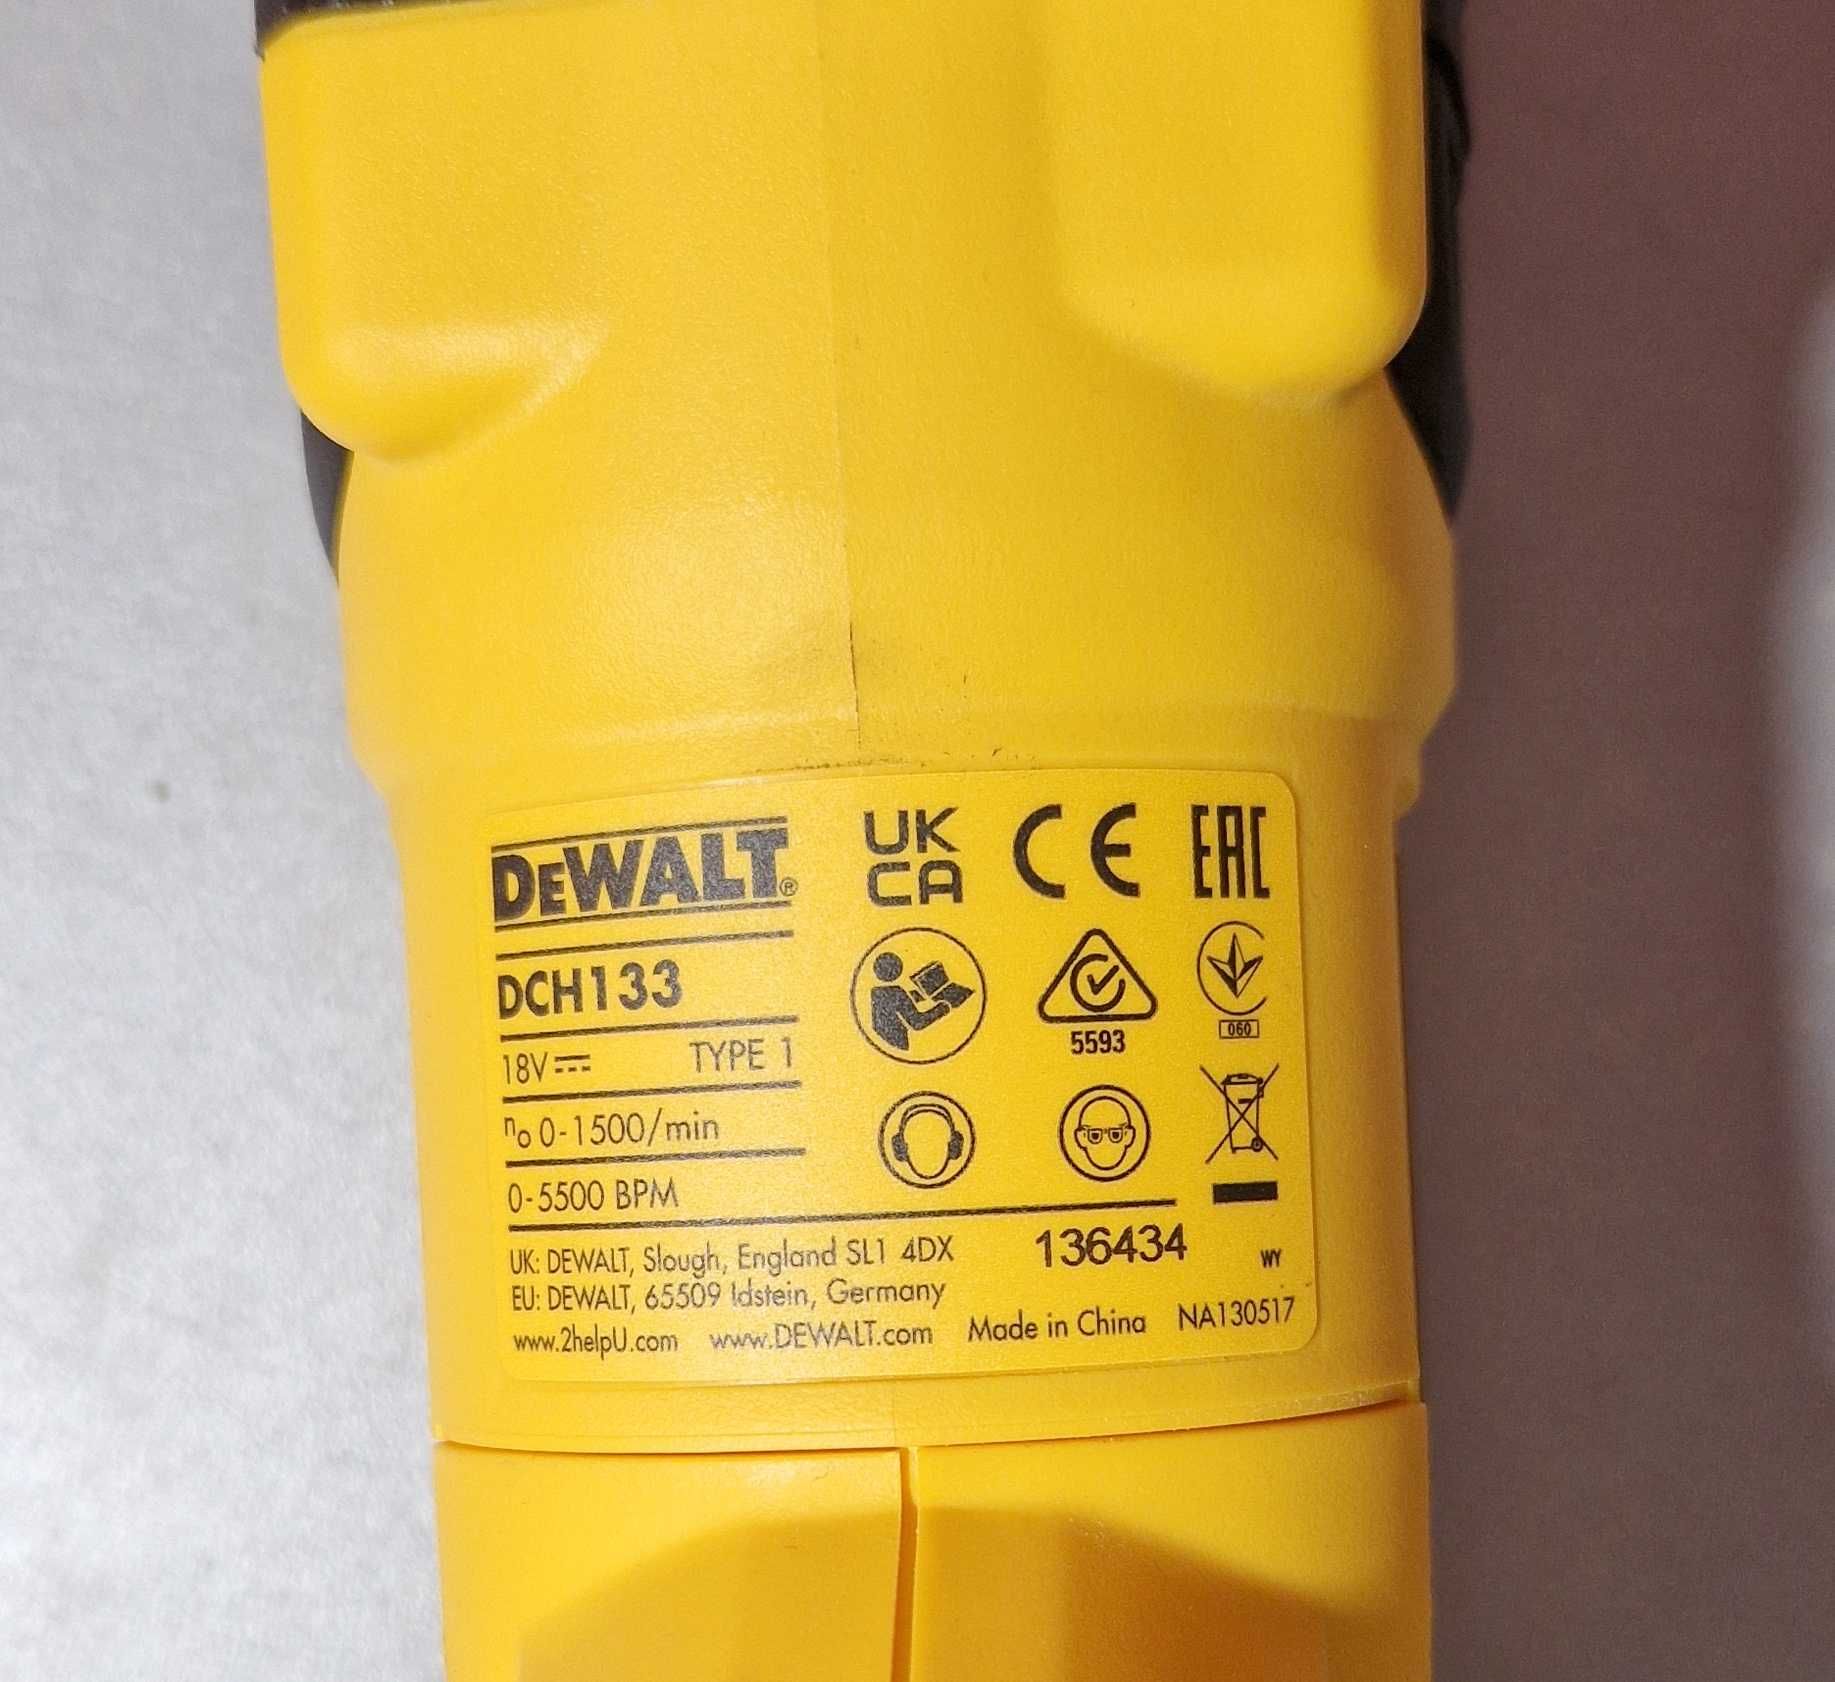 DEWALT®
DCH133
18V TYPE 1
no 0-1500/min
0-5500 BPM
UK CA
CE
EAC
5593
060
136434
WY
UK: DEWALT, Slough, England SL1 4DX
EU: DEWALT, 65509 Idstein, Germany
www.2helpU.com www.DEWALT.com Made in China NA130517